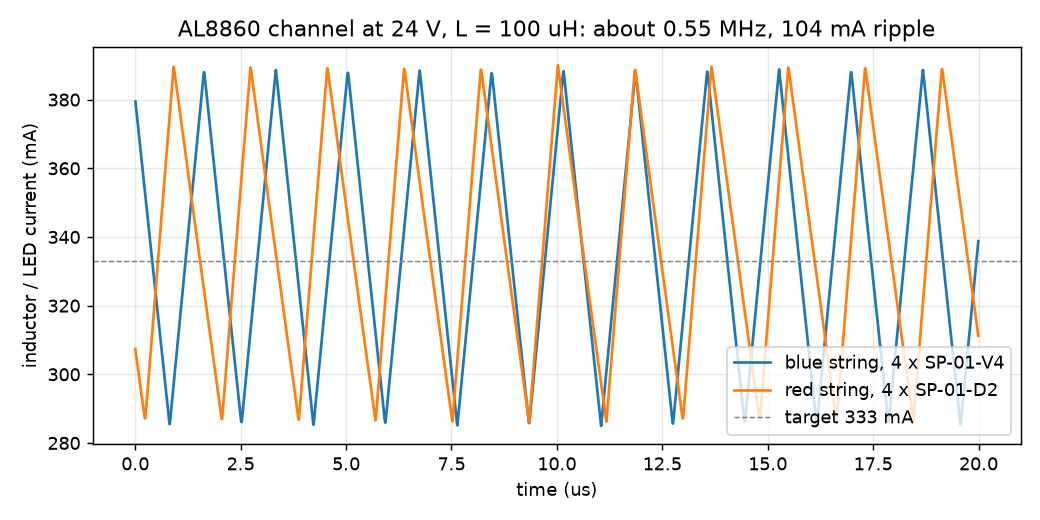 AL8860 channel at 24 V, L = 100 uH: about 0.55 MHz, 104 mA ripple
inductor / LED current (mA)
380
360
340
320
300
280
blue string, 4 x SP-01-V4
red string, 4 x SP-01-D2
target 333 mA
0.0 2.5 5.0 7.5 10.0 12.5 15.0 17.5 20.0
time (us)